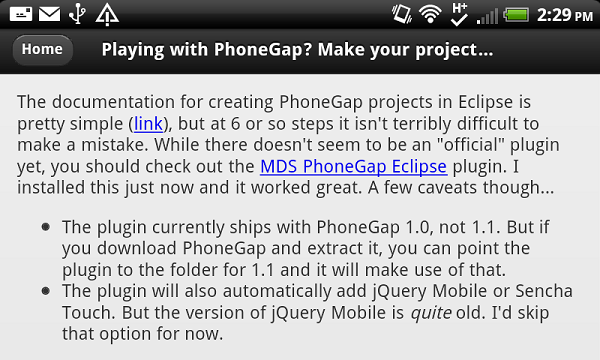 H+
2:29 PM
Home
Playing with PhoneGap? Make your project...
The documentation for creating PhoneGap projects in Eclipse is
pretty simple (link), but at 6 or so steps it isn't terribly difficult to
make a mistake. While there doesn't seem to be an "official" plugin
yet, you should check out the MDS PhoneGap Eclipse plugin. I
installed this just now and it worked great. A few caveats though...
The plugin currently ships with PhoneGap 1.0, not 1.1. But if
you download PhoneGap and extract it, you can point the
plugin to the folder for 1.1 and it will make use of that.
The plugin will also automatically add jQuery Mobile or Sencha
Touch. But the version of jQuery Mobile is quite old. I'd skip
that option for now.